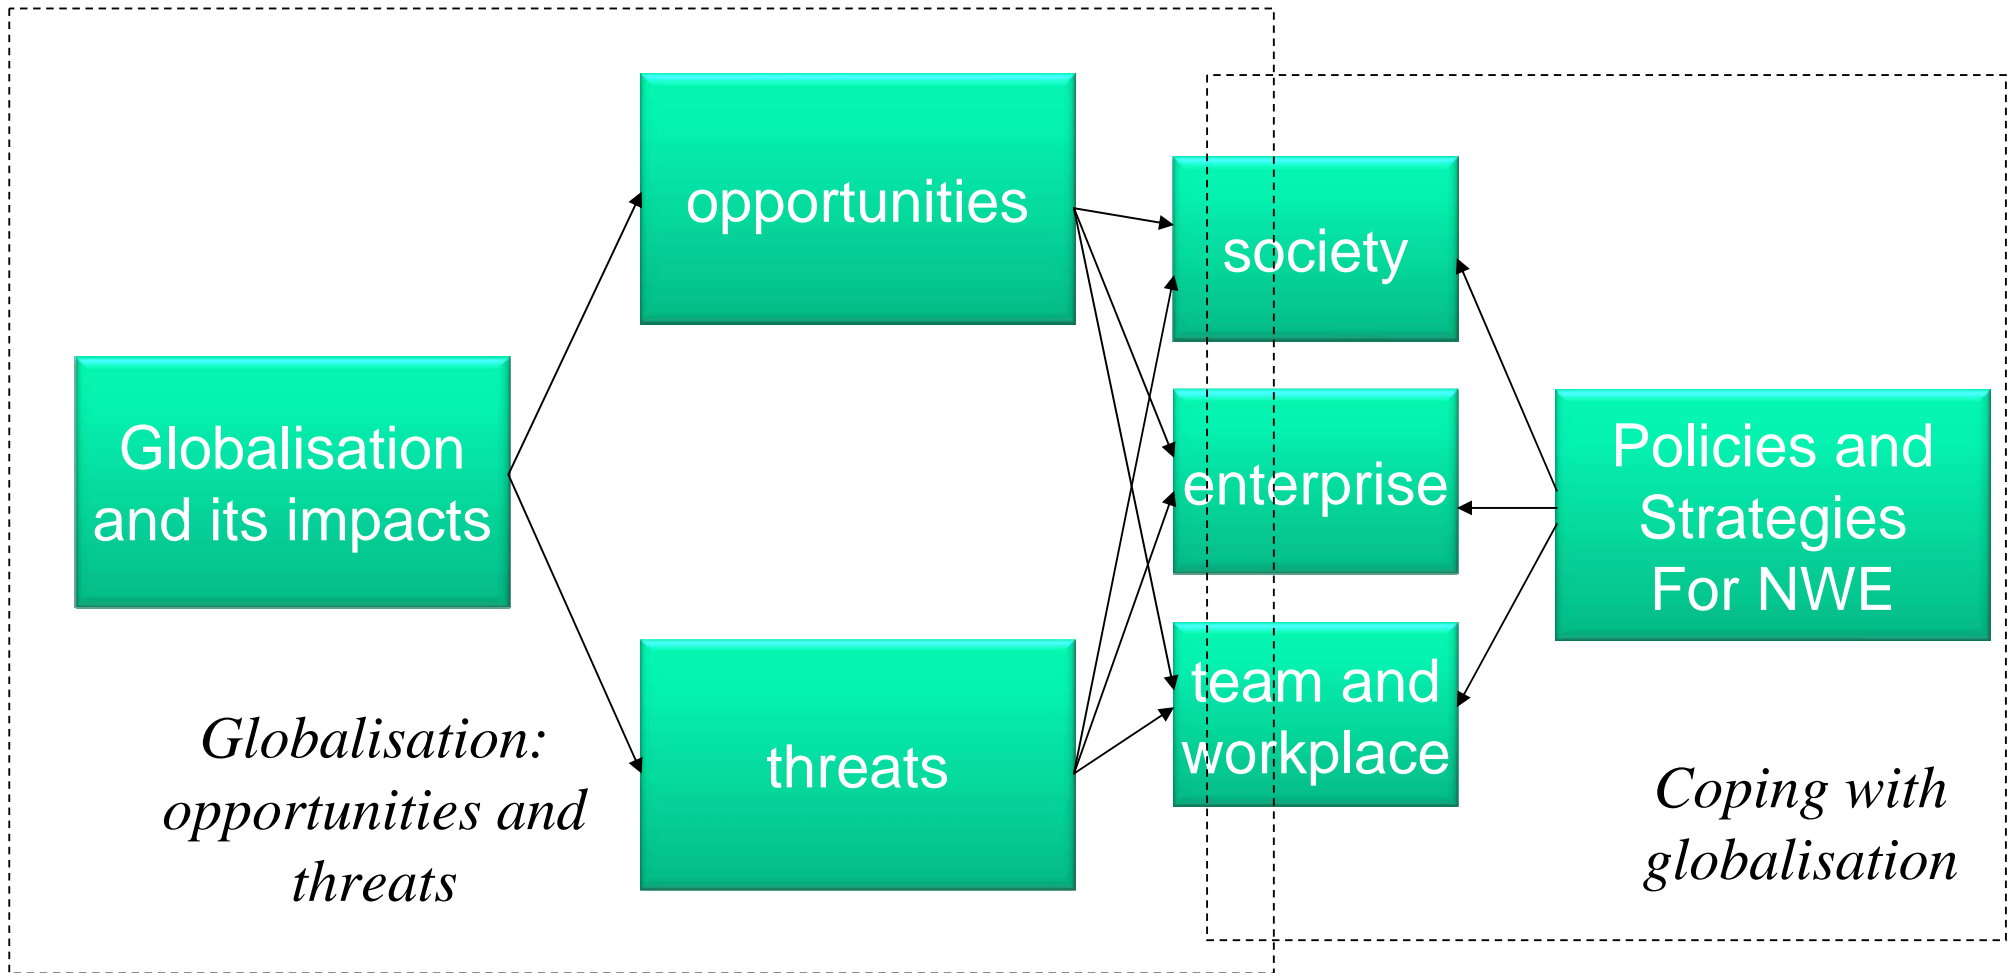 opportunities
society
Globalisation
and its impacts
enterprise
Policies and
Strategies
For NWE
threats
team and
workplace
Globalisation:
opportunities and
threats
Coping with
globalisation